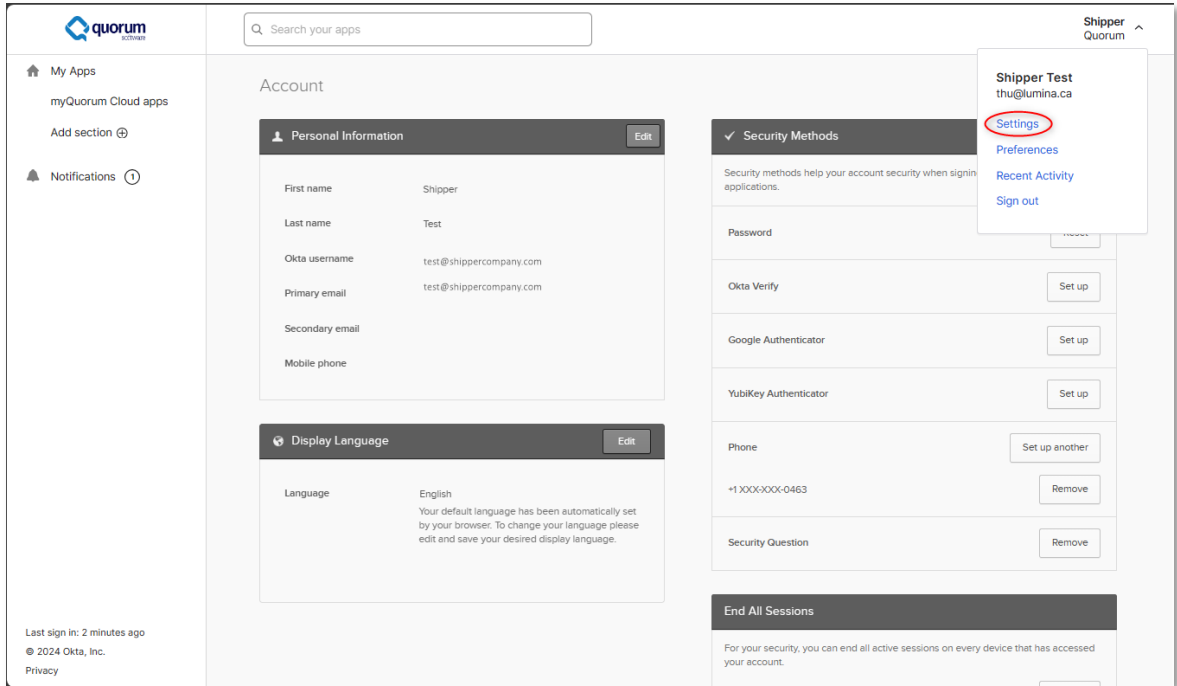 quorum
software
Search your apps
Shipper
Quorum
My Apps
myQuorum Cloud apps
Add section
Notifications 1
Account
Personal Information
Edit
First name
Shipper
Last name
Test
Okta username
test@shippercompany.com
Primary email
test@shippercompany.com
Secondary email
Mobile phone
Display Language
Edit
Language
English
Your default language has been automatically set
by your browser. To change your language please
edit and save your desired display language.
Security Methods
Security methods help your account security when signin
applications.
Password
Reset
Okta Verify
Set up
Google Authenticator
Set up
YubiKey Authenticator
Set up
Phone
Set up another
+1 XXX-XXX-0463
Remove
Security Question
Remove
End All Sessions
For your security, you can end all active sessions on every device that has accessed
your account.
Shipper Test
thu@lumina.ca
Settings
Preferences
Recent Activity
Sign out
Last sign in: 2 minutes ago
© 2024 Okta, Inc.
Privacy